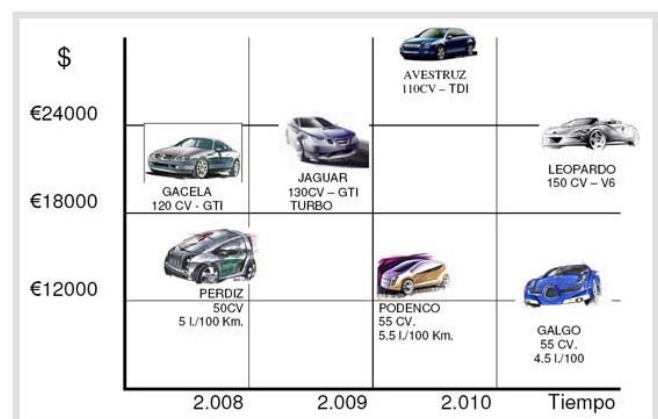 $
AVESTRUZ
110CV – TDI
€24000
GACELA
120 CV - GTI
JAGUAR
130CV – GTI
TURBO
LEOPARDO
150 CV – V6
€18000
PERDIZ
50CV
5 l./100 Km.
€12000
PODENCO
55 CV.
5.5 l./100 Km.
GALGO
55 CV.
4.5 l./100
2.008
2.009
2.010
Tiempo